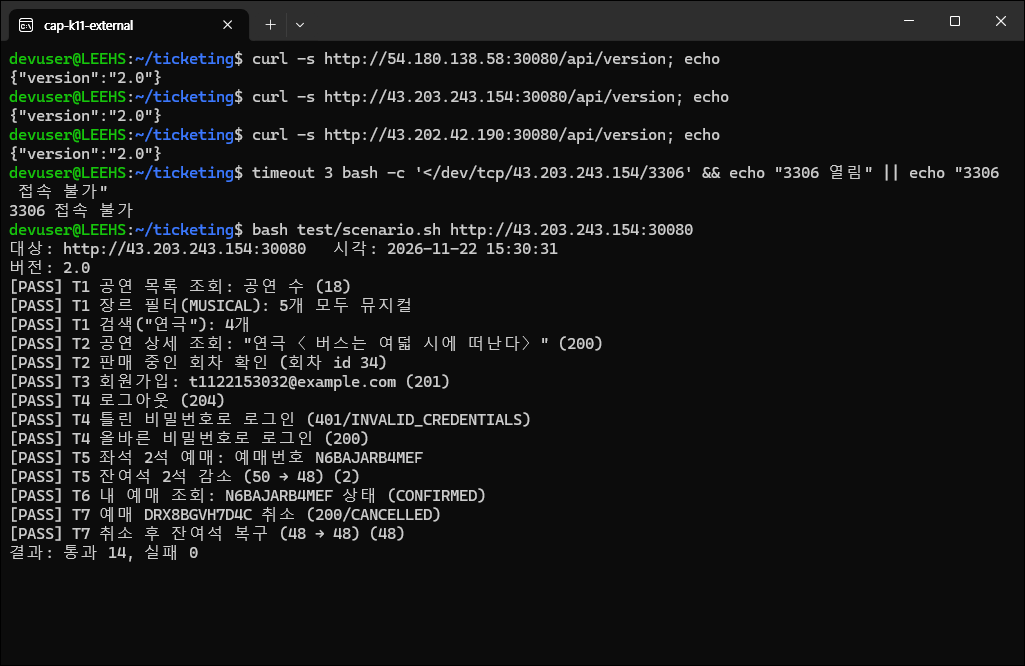 cap-k11-external
devuser@LEEHS:~/ticketing$ curl -s http://54.180.138.58:30080/api/version; echo
{"version":"2.0"}
devuser@LEEHS:~/ticketing$ curl -s http://43.203.243.154:30080/api/version; echo
{"version":"2.0"}
devuser@LEEHS:~/ticketing$ curl -s http://43.202.42.190:30080/api/version; echo
{"version":"2.0"}
devuser@LEEHS:~/ticketing$ timeout 3 bash -c '</dev/tcp/43.203.243.154/3306' && echo "3306 열림" || echo "3306
접속 불가"
3306 접속 불가
devuser@LEEHS:~/ticketing$ bash test/scenario.sh http://43.203.243.154:30080
대상: http://43.203.243.154:30080 시각: 2026-11-22 15:30:31
버전: 2.0
[PASS] T1 공연 목록 조회: 공연 수 (18)
[PASS] T1 장르 필터(MUSICAL): 5개 모두 뮤지컬
[PASS] T1 검색("연극"): 4개
[PASS] T2 공연 상세 조회: "연극 〈 버스는 여덟 시에 떠난다〉" (200)
[PASS] T2 판매 중인 회차 확인 (회차 id 34)
[PASS] T3 회원가입: t1122153032@example.com (201)
[PASS] T4 로그아웃 (204)
[PASS] T4 틀린 비밀번호로 로그인 (401/INVALID_CREDENTIALS)
[PASS] T4 올바른 비밀번호로 로그인 (200)
[PASS] T5 좌석 2석 예매: 예매번호 N6BAJARB4MEF
[PASS] T5 잔여석 2석 감소 (50 → 48) (2)
[PASS] T6 내 예매 조회: N6BAJARB4MEF 상태 (CONFIRMED)
[PASS] T7 예매 DRX8BGVH7D4C 취소 (200/CANCELLED)
[PASS] T7 취소 후 잔여석 복구 (48 → 48) (48)
결과: 통과 14, 실패 0